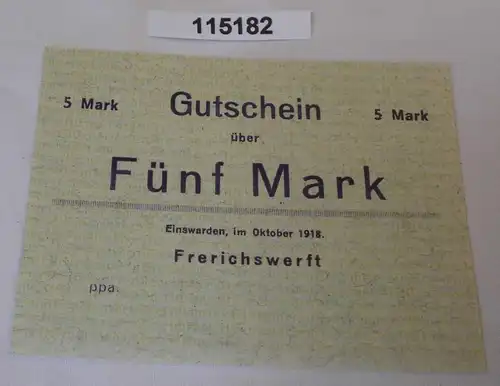 115182
5 Mark Gutschein 5 Mark
über
Fünf Mark
Einswarden, im Oktober 1918.
Frerichswerft
ppa.